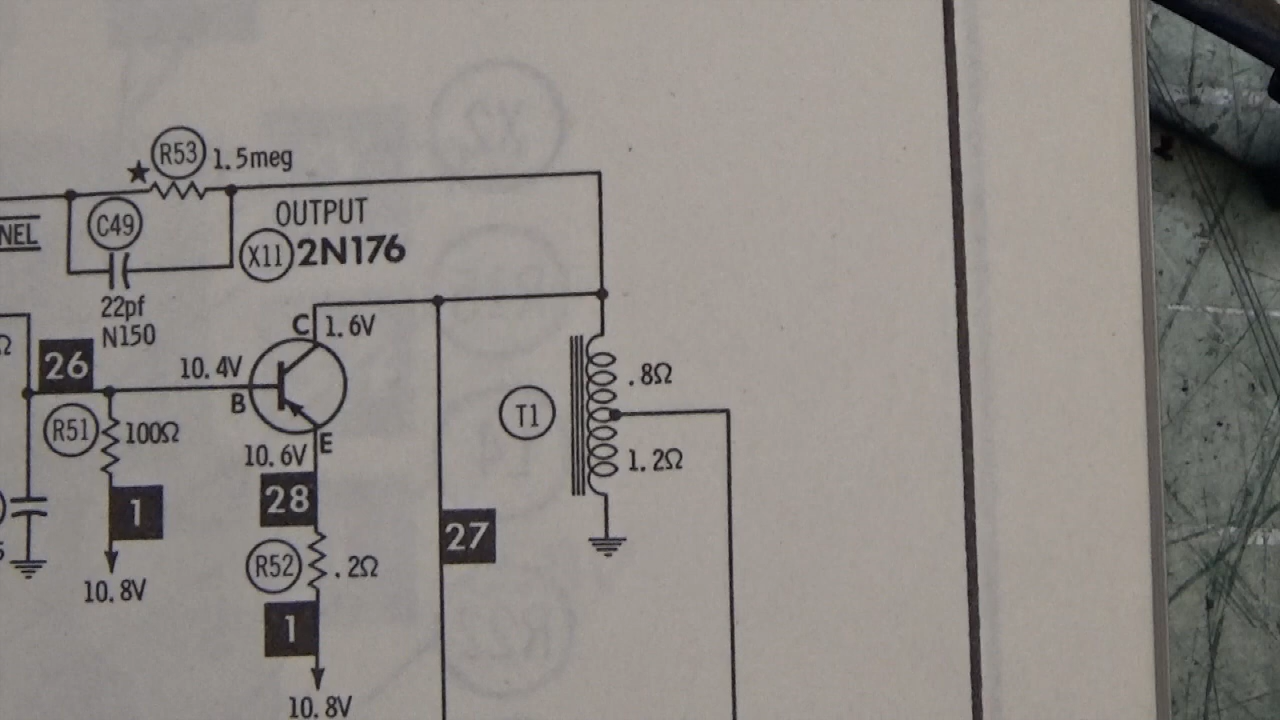 R53 1.5meg
C49
NEL
OUTPUT
X11 2N176
22pf
N150
Ω
26
C 1.6V
10.4V
B
R51 100Ω
E
10.6V
28
1
10.8V
R52 .2Ω
1
10.8V
27
T1
.8Ω
1.2Ω